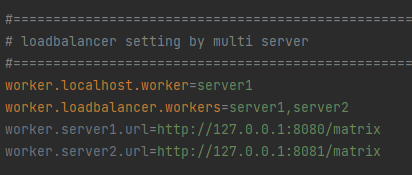 #==================================================
# loadbalancer setting by multi server
#==================================================
worker.localhost.worker=server1
worker.loadbalancer.workers=server1,server2
worker.server1.url=http://127.0.0.1:8080/matrix
worker.server2.url=http://127.0.0.1:8081/matrix